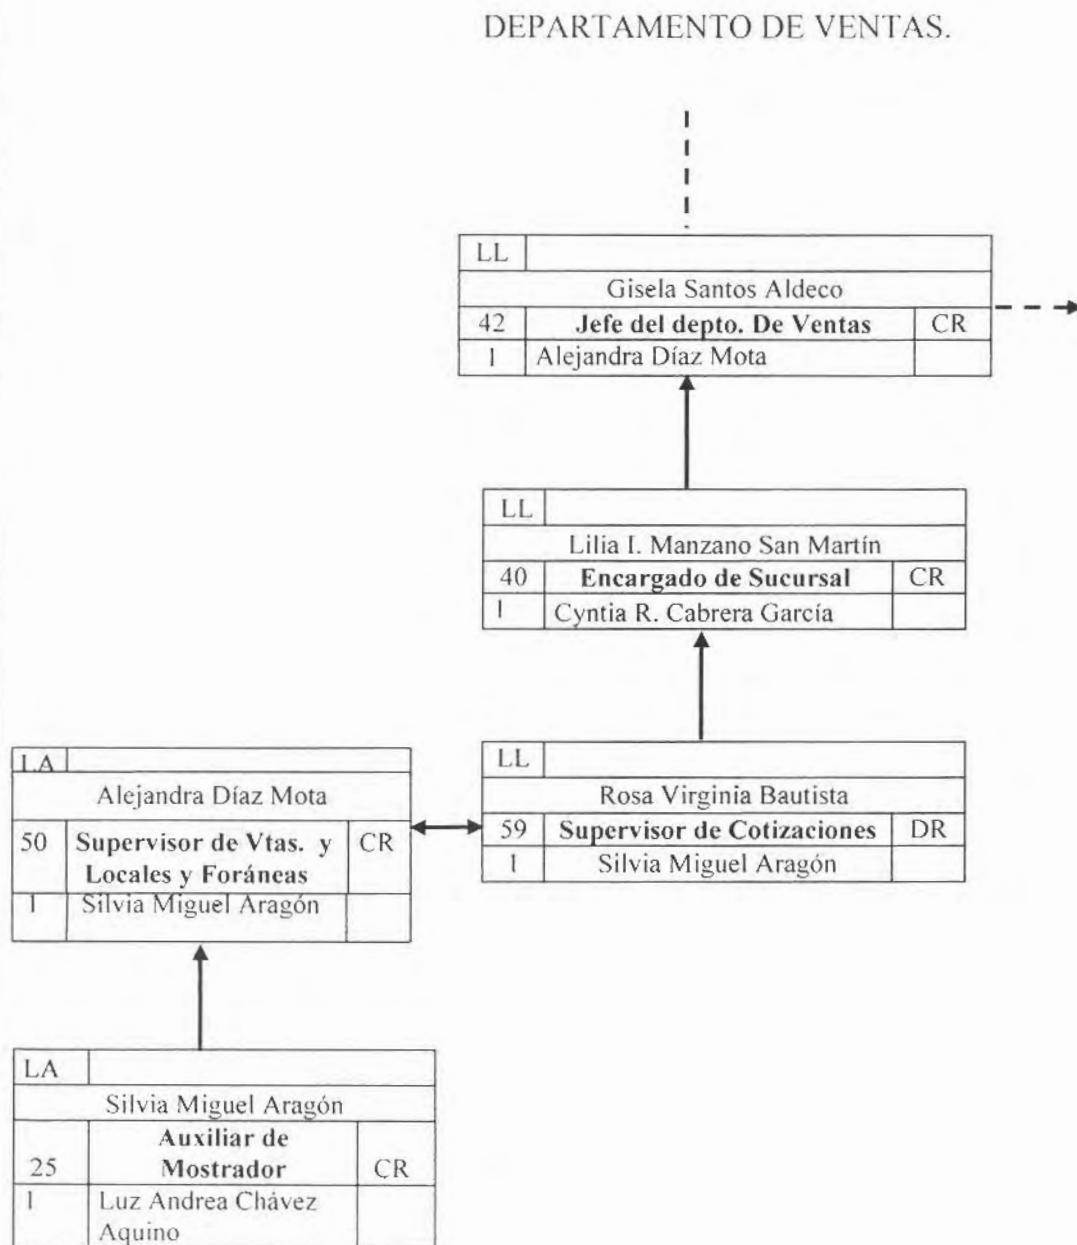 DEPARTAMENTO DE VENTAS.
LL
Gisela Santos Aldeco
42 Jefe del depto. De Ventas CR
1 Alejandra Díaz Mota
LL
Lilia I. Manzano San Martín
40 Encargado de Sucursal CR
1 Cyntia R. Cabrera García
LA
Alejandra Díaz Mota
50 Supervisor de Vtas. y CR
Locales y Foráneas
1 Silvia Miguel Aragón
LL
Rosa Virginia Bautista
59 Supervisor de Cotizaciones DR
1 Silvia Miguel Aragón
LA
Silvia Miguel Aragón
Auxiliar de
25 Mostrador CR
1 Luz Andrea Chávez
Aquino